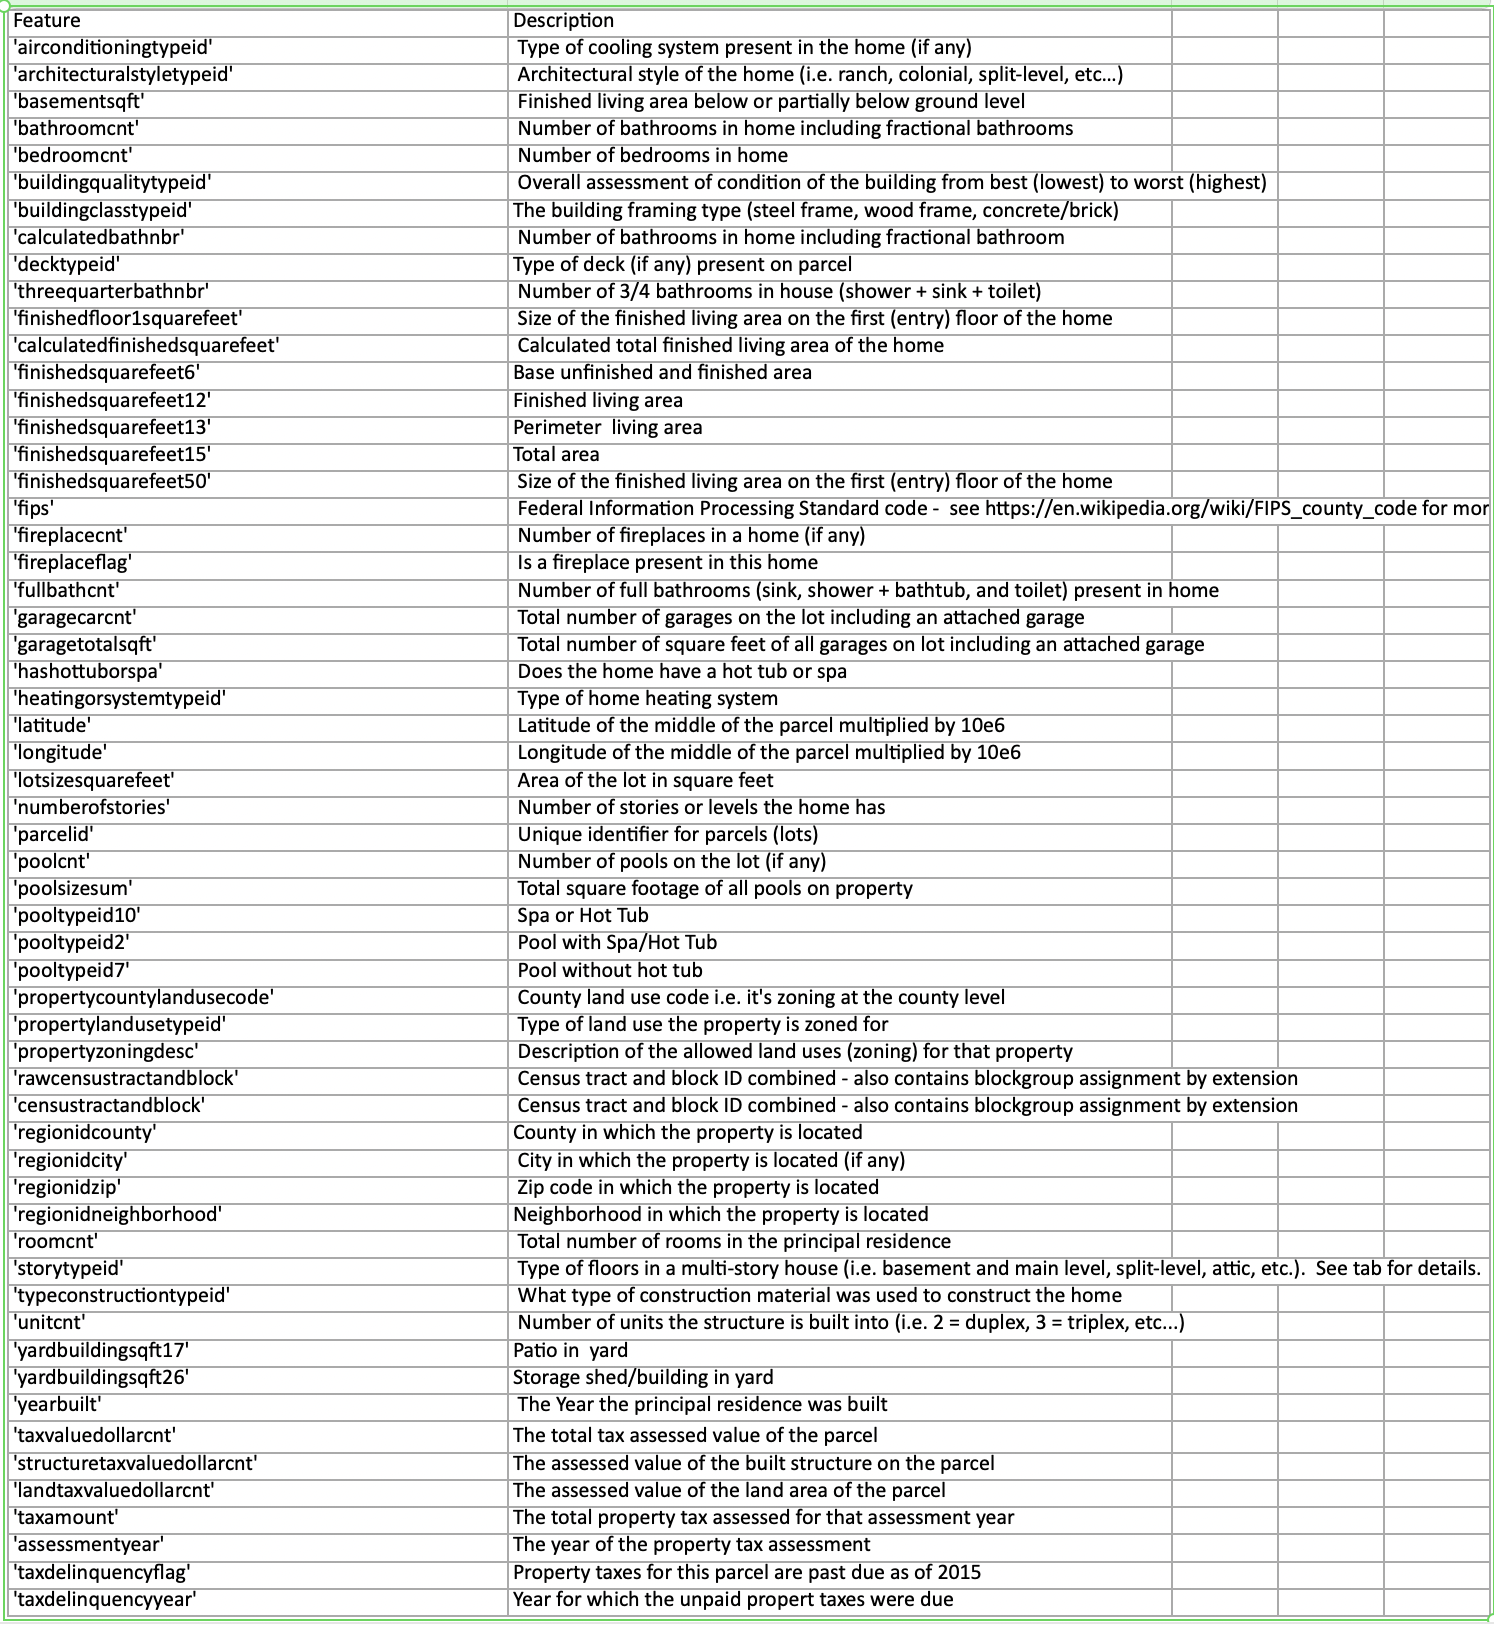 Feature Description
'airconditioningtypeid' Type of cooling system present in the home (if any)
'architecturalstyletypeid' Architectural style of the home (i.e. ranch, colonial, split-level, etc...)
'basementsqft' Finished living area below or partially below ground level
'bathroomcnt' Number of bathrooms in home including fractional bathrooms
'bedroomcnt' Number of bedrooms in home
'buildingqualitytypeid' Overall assessment of condition of the building from best (lowest) to worst (highest)
'buildingclasstypeid' The building framing type (steel frame, wood frame, concrete/brick)
'calculatedbathnbr' Number of bathrooms in home including fractional bathroom
'decktypeid' Type of deck (if any) present on parcel
'threequarterbathnbr' Number of 3/4 bathrooms in house (shower + sink + toilet)
'finishedfloor1squarefeet' Size of the finished living area on the first (entry) floor of the home
'calculatedfinishedsquarefeet' Calculated total finished living area of the home
'finishedsquarefeet6' Base unfinished and finished area
'finishedsquarefeet12' Finished living area
'finishedsquarefeet13' Perimeter  living area
'finishedsquarefeet15' Total area
'finishedsquarefeet50' Size of the finished living area on the first (entry) floor of the home
'fips' Federal Information Processing Standard code -  see https://en.wikipedia.org/wiki/FIPS_county_code for mor
'fireplacecnt' Number of fireplaces in a home (if any)
'fireplaceflag' Is a fireplace present in this home
'fullbathcnt' Number of full bathrooms (sink, shower + bathtub, and toilet) present in home
'garagecarcnt' Total number of garages on the lot including an attached garage
'garagetotalsqft' Total number of square feet of all garages on lot including an attached garage
'hashottuborspa' Does the home have a hot tub or spa
'heatingorsystemtypeid' Type of home heating system
'latitude' Latitude of the middle of the parcel multiplied by 10e6
'longitude' Longitude of the middle of the parcel multiplied by 10e6
'lotsizesquarefeet' Area of the lot in square feet
'numberofstories' Number of stories or levels the home has
'parcelid' Unique identifier for parcels (lots)
'poolcnt' Number of pools on the lot (if any)
'poolsizesum' Total square footage of all pools on property
'pooltypeid10' Spa or Hot Tub
'pooltypeid2' Pool with Spa/Hot Tub
'pooltypeid7' Pool without hot tub
'propertycountylandusecode' County land use code i.e. it's zoning at the county level
'propertylandusetypeid' Type of land use the property is zoned for
'propertyzoningdesc' Description of the allowed land uses (zoning) for that property
'rawcensustractandblock' Census tract and block ID combined - also contains blockgroup assignment by extension
'censustractandblock' Census tract and block ID combined - also contains blockgroup assignment by extension
'regionidcounty' County in which the property is located
'regionidcity' City in which the property is located (if any)
'regionidzip' Zip code in which the property is located
'regionidneighborhood' Neighborhood in which the property is located
'roomcnt' Total number of rooms in the principal residence
'storytypeid' Type of floors in a multi-story house (i.e. basement and main level, split-level, attic, etc.).  See tab for details.
'typeconstructiontypeid' What type of construction material was used to construct the home
'unitcnt' Number of units the structure is built into (i.e. 2 = duplex, 3 = triplex, etc...)
'yardbuildingsqft17' Patio in  yard
'yardbuildingsqft26' Storage shed/building in yard
'yearbuilt' The Year the principal residence was built
'taxvaluedollarcnt' The total tax assessed value of the parcel
'structuretaxvaluedollarcnt' The assessed value of the built structure on the parcel
'landtaxvaluedollarcnt' The assessed value of the land area of the parcel
'taxamount' The total property tax assessed for that assessment year
'assessmentyear' The year of the property tax assessment
'taxdelinquencyflag' Property taxes for this parcel are past due as of 2015
'taxdelinquencyyear' Year for which the unpaid propert taxes were due